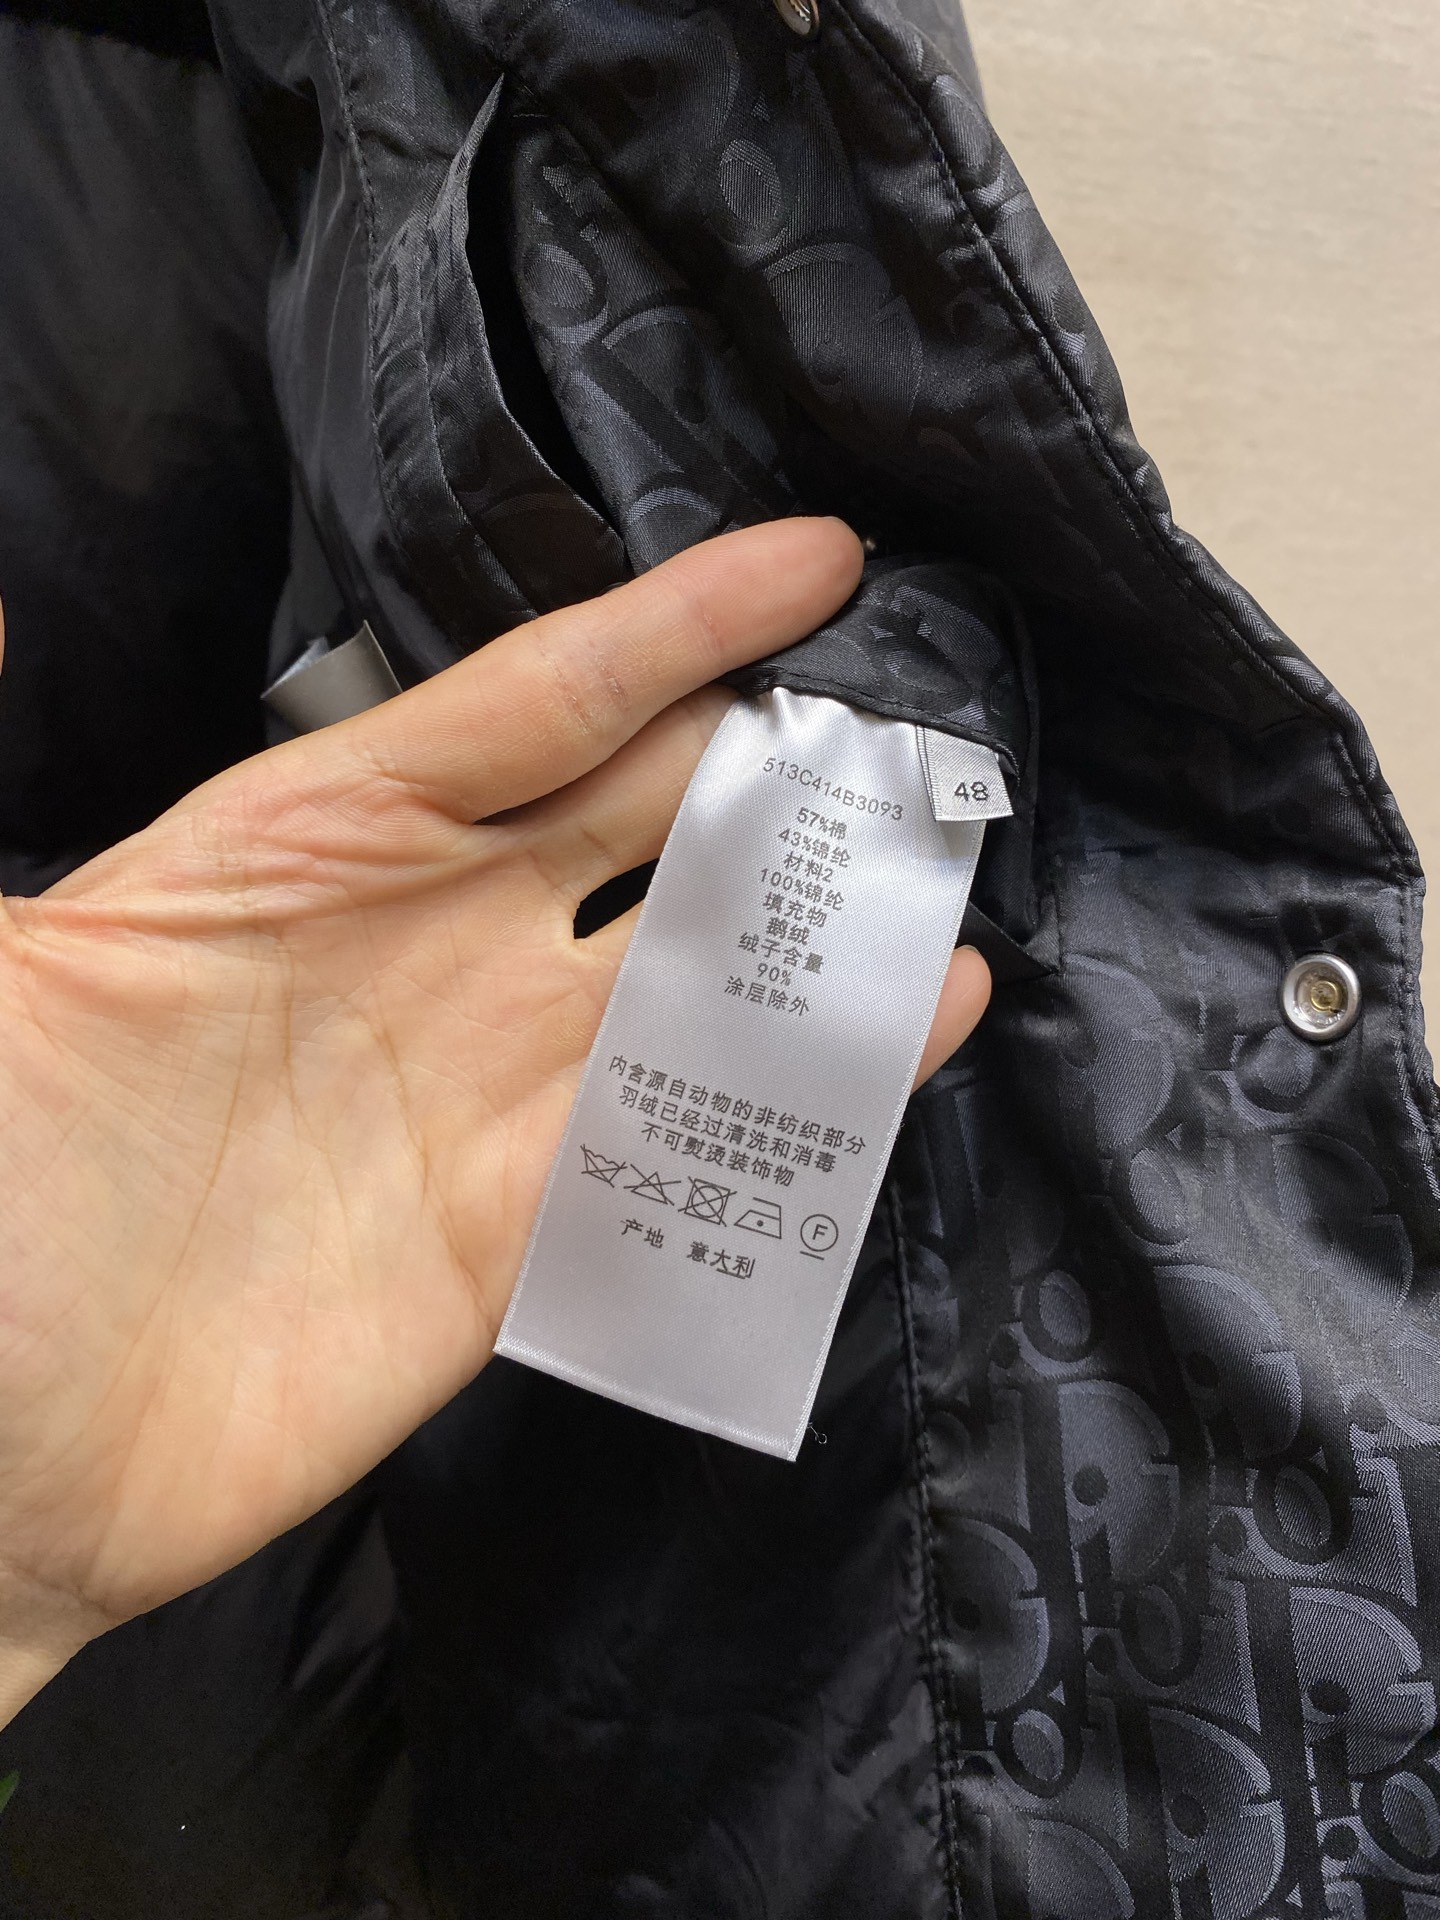 513C414B3093
48
57%棉
43%锦纶
材料2
100%锦纶
填充物
鹅绒
绒子含量
90%
涂层除外
内含源自动物的非纺织部分
羽绒已经过清洗和消毒
不可熨烫装饰物
F
产地 意大利
Dior